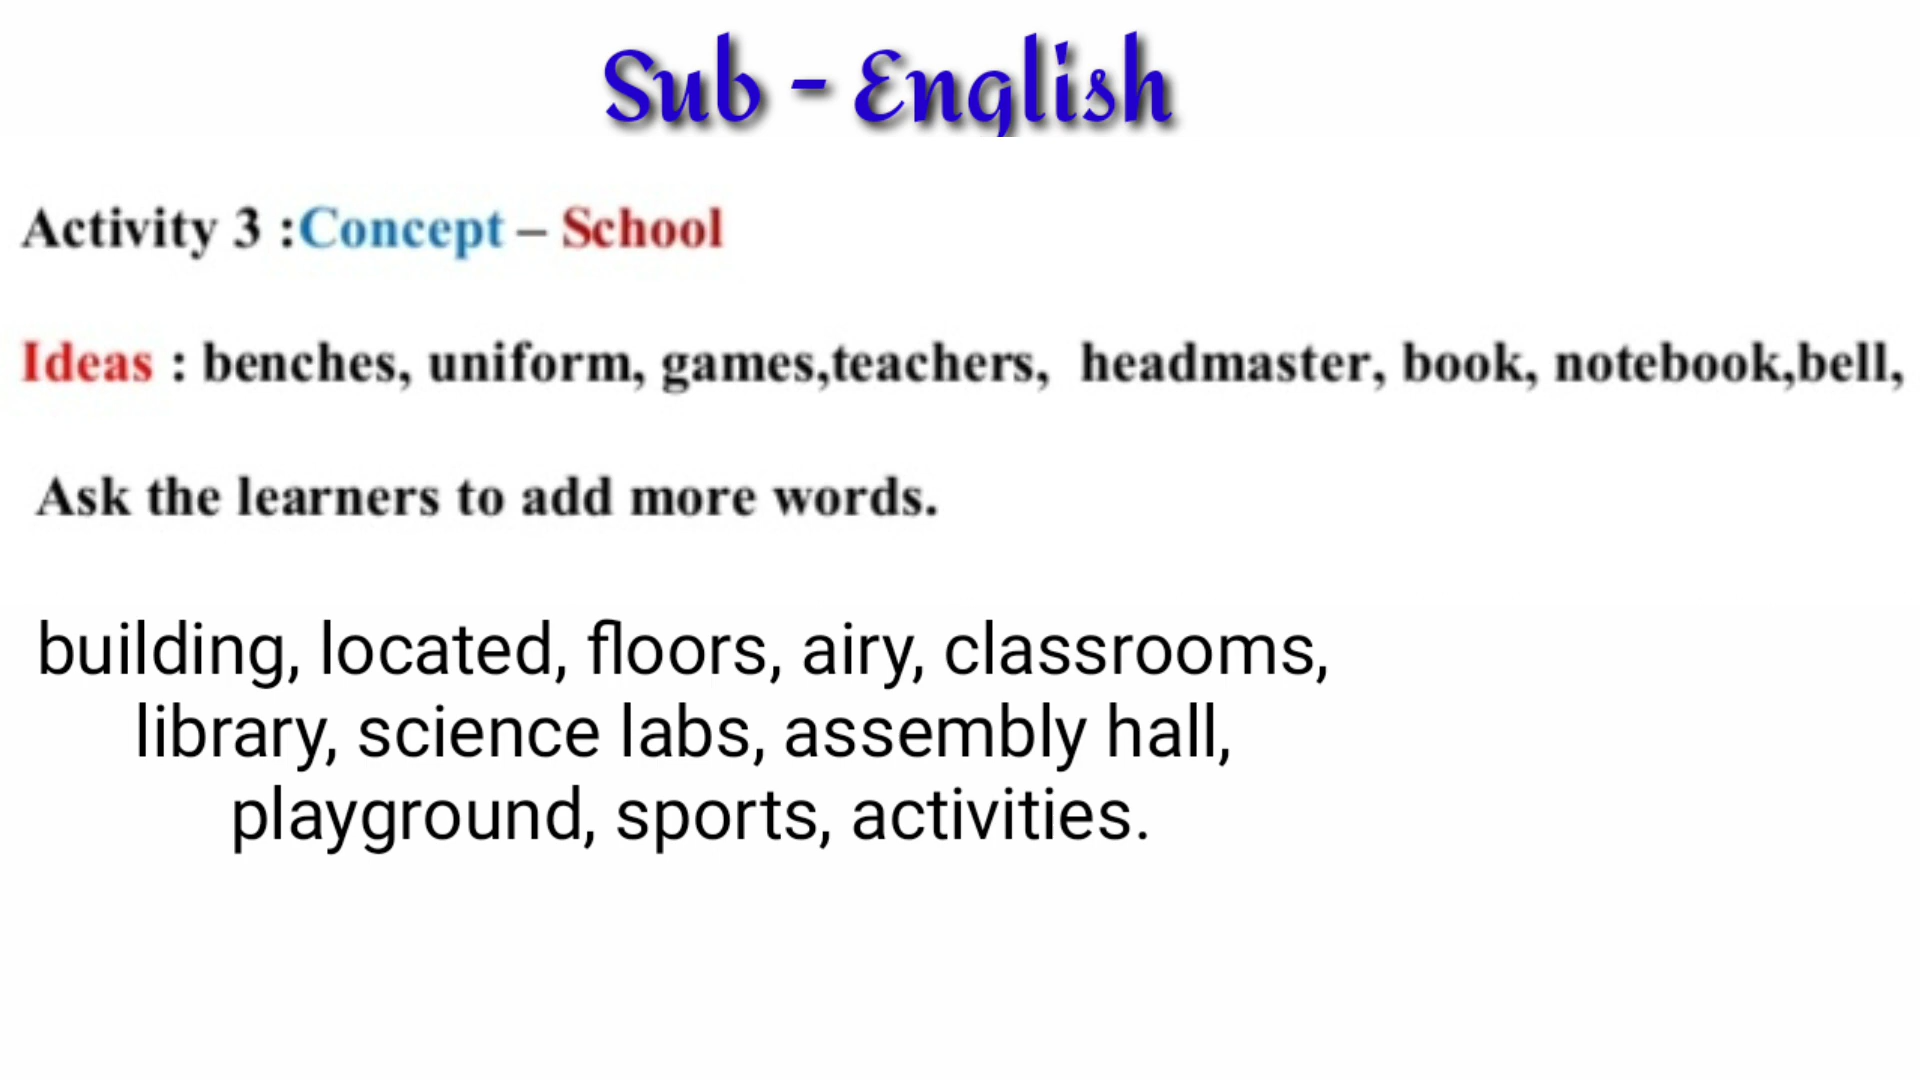 Sub - English
Activity 3 :Concept – School
Ideas : benches, uniform, games,teachers, headmaster, book, notebook,bell,
Ask the learners to add more words.
building, located, floors, airy, classrooms,
library, science labs, assembly hall,
playground, sports, activities.